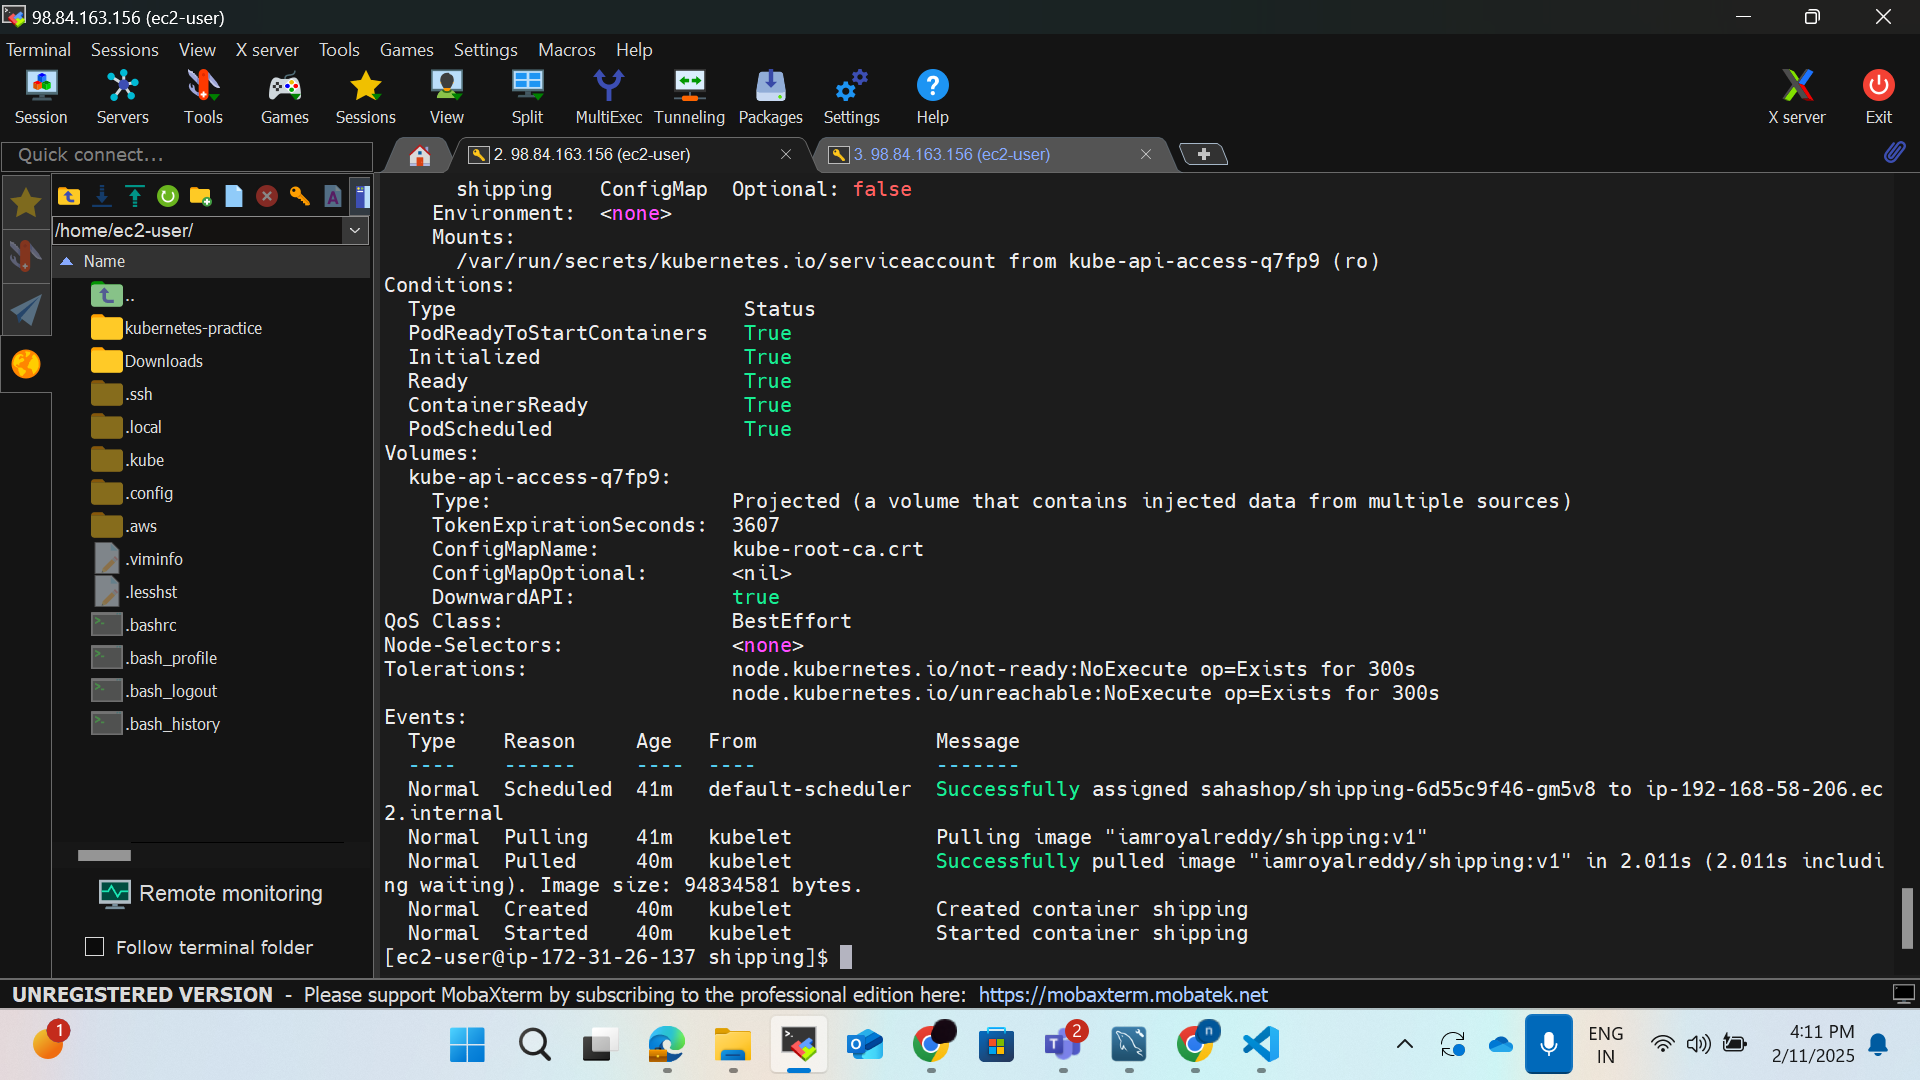 98.84.163.156 (ec2-user)
Terminal Sessions View X server Tools Games Settings Macros Help
Session Servers Tools Games Sessions View Split MultiExec Tunneling Packages Settings Help X server Exit
Quick connect...
2. 98.84.163.156 (ec2-user)
3. 98.84.163.156 (ec2-user)
/home/ec2-user/
Name
..
kubernetes-practice
Downloads
.ssh
.local
.kube
.config
.aws
.viminfo
.lesshst
.bashrc
.bash_profile
.bash_logout
.bash_history
Remote monitoring
Follow terminal folder
shipping ConfigMap Optional: false
Environment: <none>
Mounts:
/var/run/secrets/kubernetes.io/serviceaccount from kube-api-access-q7fp9 (ro)
Conditions:
Type Status
PodReadyToStartContainers True
Initialized True
Ready True
ContainersReady True
PodScheduled True
Volumes:
kube-api-access-q7fp9:
Type: Projected (a volume that contains injected data from multiple sources)
TokenExpirationSeconds: 3607
ConfigMapName: kube-root-ca.crt
ConfigMapOptional: <nil>
DownwardAPI: true
QoS Class: BestEffort
Node-Selectors: <none>
Tolerations: node.kubernetes.io/not-ready:NoExecute op=Exists for 300s
node.kubernetes.io/unreachable:NoExecute op=Exists for 300s
Events:
Type Reason Age From Message
---- ------ ---- ---- -------
Normal Scheduled 41m default-scheduler Successfully assigned sahashop/shipping-6d55c9f46-gm5v8 to ip-192-168-58-206.ec
2.internal
Normal Pulling 41m kubelet Pulling image "iamroyalreddy/shipping:v1"
Normal Pulled 40m kubelet Successfully pulled image "iamroyalreddy/shipping:v1" in 2.011s (2.011s includi
ng waiting). Image size: 94834581 bytes.
Normal Created 40m kubelet Created container shipping
Normal Started 40m kubelet Started container shipping
[ec2-user@ip-172-31-26-137 shipping]$
UNREGISTERED VERSION - Please support MobaXterm by subscribing to the professional edition here: https://mobaxterm.mobatek.net
1
2
n
ENG
IN
4:11 PM
2/11/2025